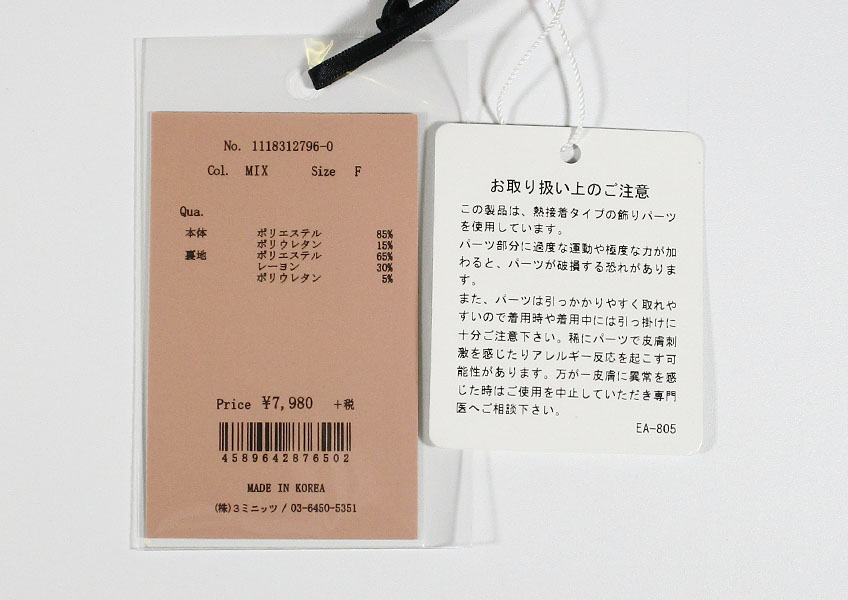 No. 1118312796-0
Col. MIX Size F
Qua.
本体 ポリエステル 85%
ポリウレタン 15%
裏地 ポリエステル 65%
レーヨン 30%
ポリウレタン 5%
Price ¥7,980 +税
4589642876502
MADE IN KOREA
(株)3ミニッツ/03-6450-5351
お取り扱い上のご注意
この製品は、熱接着タイプの飾りパーツ
を使用しています。
パーツ部分に過度な運動や極度な力が加
わると、パーツが破損する恐れがありま
す。
また、パーツは引っかかりやすく取れや
すいので着用時や着用中には引っ掛けに
十分ご注意下さい。稀にパーツで皮膚刺
激を感じたりアレルギー反応を起こす可
能性があります。万が一皮膚に異常を感
じた時はご使用を中止していただき専門
医へご相談下さい。
EA-805